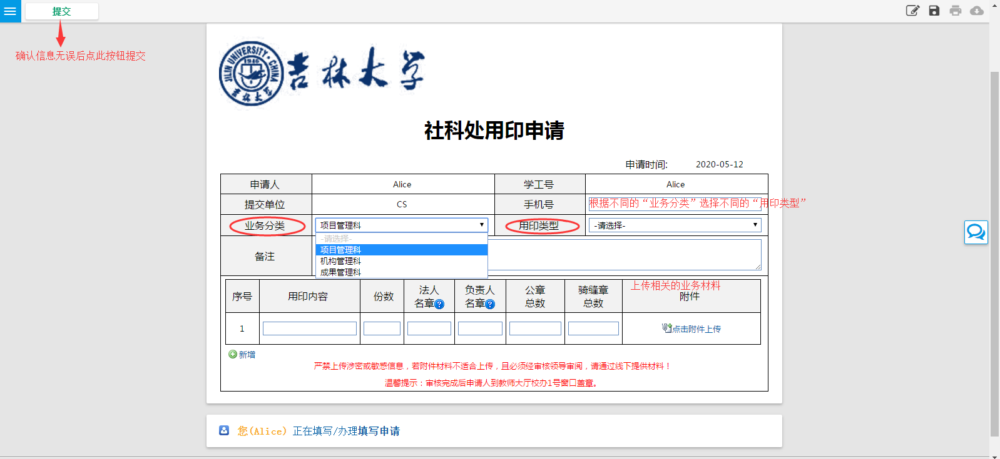 提交
确认信息无误后点此按钮提交
JILIN UNIVERSITY·CHINA
1946
吉林大学
吉林大学
社科处用印申请
申请时间: 2020-05-12
申请人 Alice 学工号 Alice
提交单位 CS 手机号 根据不同的“业务分类”选择不同的“用印类型”
业务分类 项目管理科 用印类型 -请选择-
-请选择-
项目管理科
机构管理科
成果管理科
备注
上传相关的业务材料
序号 用印内容 份数 法人名章 负责人名章 公章总数 骑缝章总数 附件
1 点击附件上传
新增
严禁上传涉密或敏感信息，若附件材料不适合上传，且必须经审核领导审阅，请通过线下提供材料！
温馨提示：审核完成后申请人到教师大厅校办1号窗口盖章。
您(Alice) 正在填写/办理填写申请